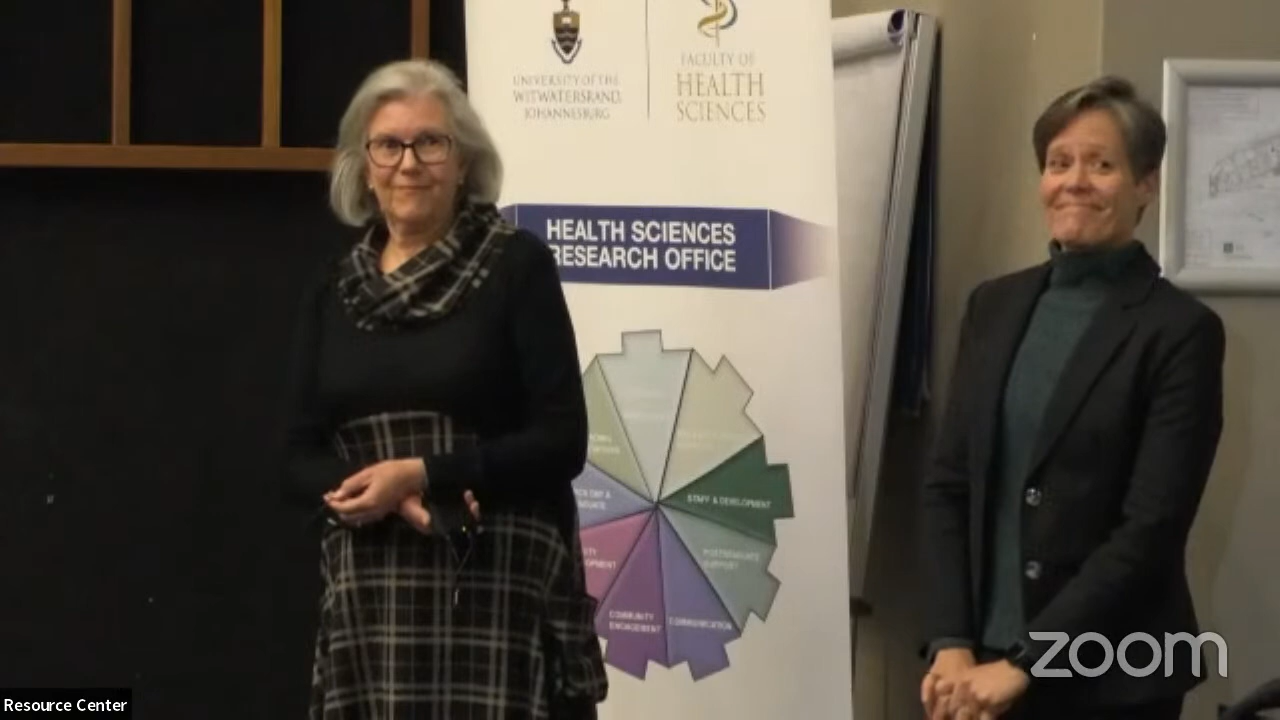 UNIVERSITY OF THE
WITWATERSRAND,
JOHANNESBURG
FACULTY OF
HEALTH
SCIENCES
HEALTH SCIENCES
RESEARCH OFFICE
STAFF & DEVELOPMENT
POSTGRADUATE
SUPPORT
COMMUNITY
ENGAGEMENT
COMMUNICATION
zoom
Resource Center